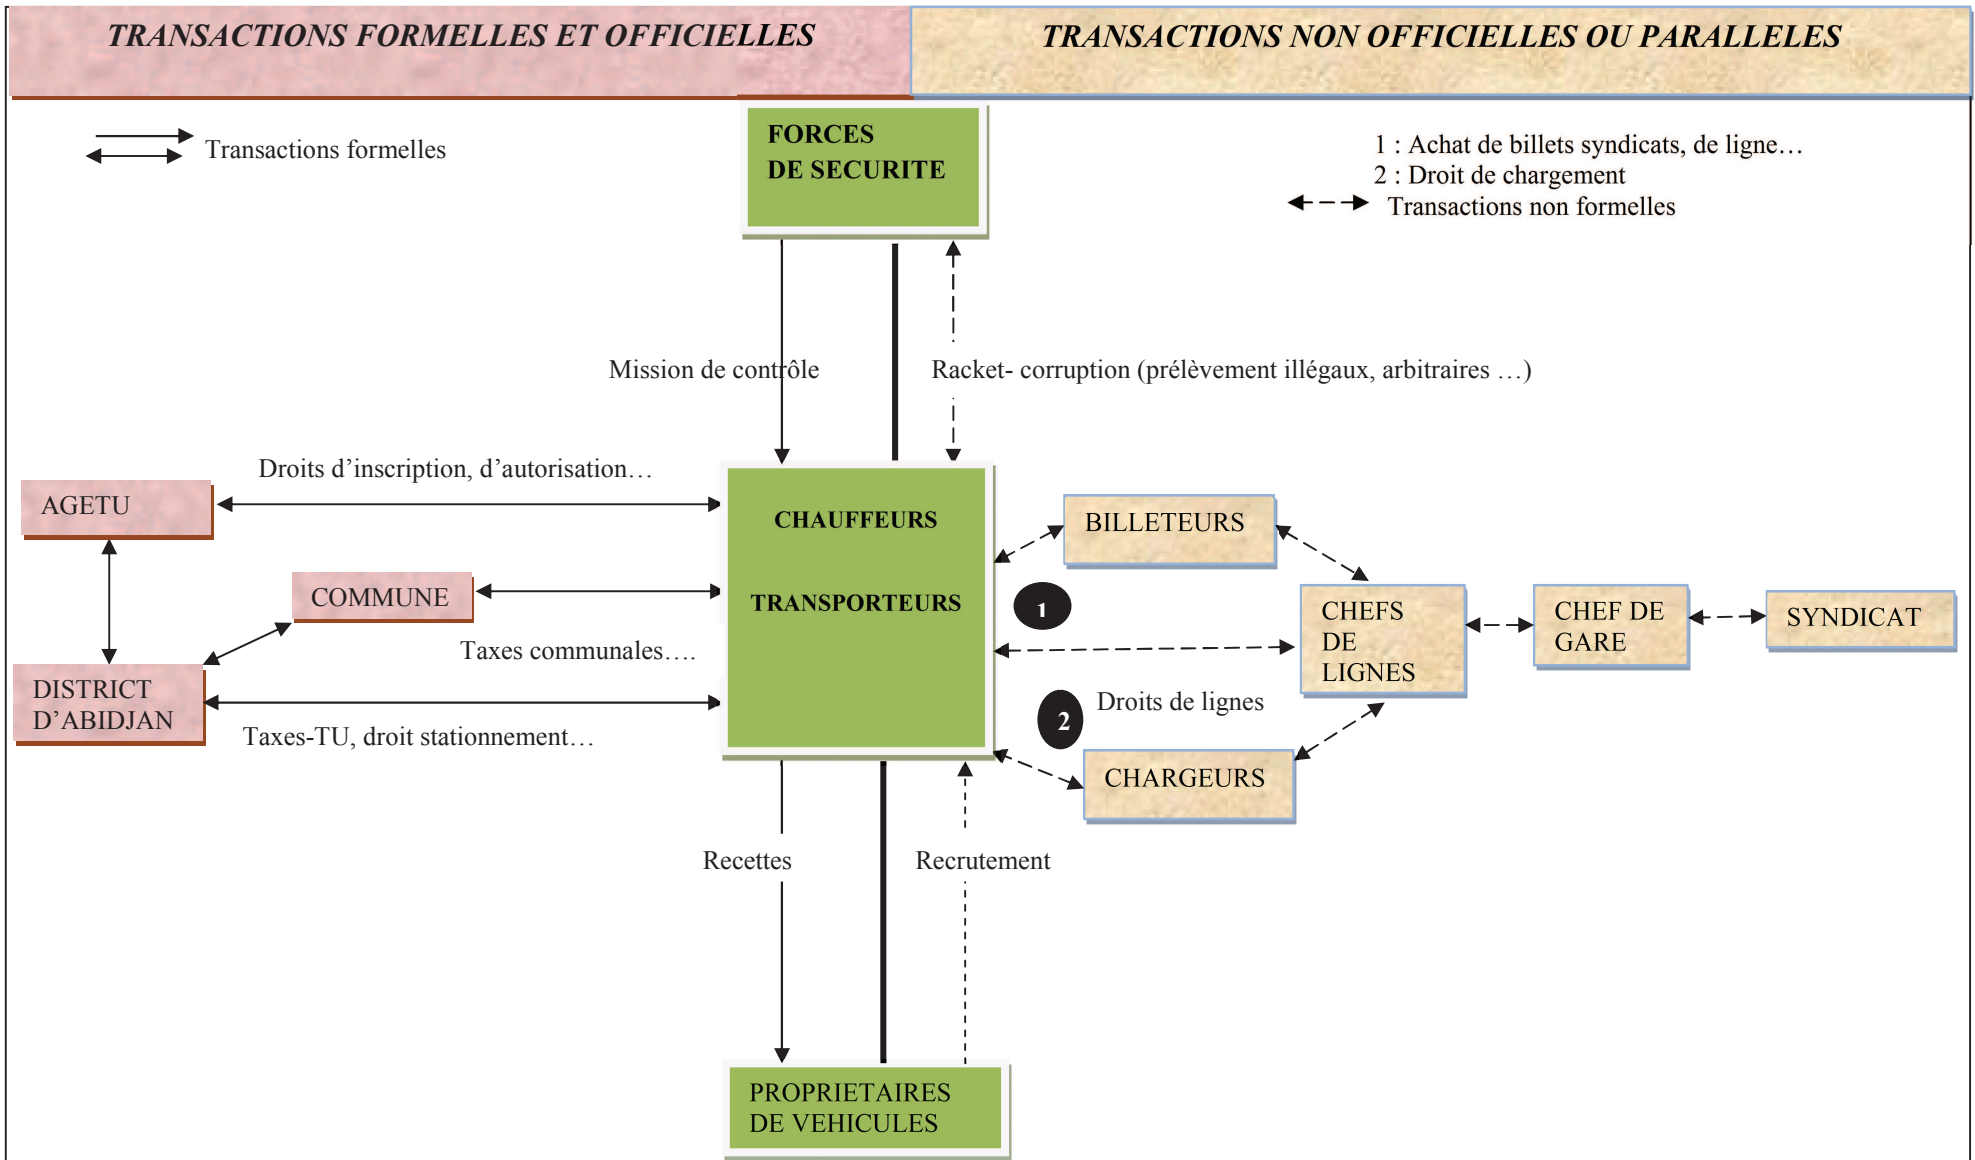 TRANSACTIONS FORMELLES ET OFFICIELLES
TRANSACTIONS NON OFFICIELLES OU PARALLELES
Transactions formelles
FORCES
DE SECURITE
1 : Achat de billets syndicats, de ligne…
2 : Droit de chargement
Transactions non formelles
Mission de contrôle
Racket- corruption (prélèvement illégaux, arbitraires …)
Droits d’inscription, d’autorisation…
AGETU
COMMUNE
Taxes communales….
DISTRICT
D’ABIDJAN
Taxes-TU, droit stationnement…
CHAUFFEURS
TRANSPORTEURS
BILLETEURS
1
CHEFS
DE
LIGNES
CHEF DE
GARE
SYNDICAT
Droits de lignes
2
CHARGEURS
Recettes
Recrutement
PROPRIETAIRES
DE VEHICULES